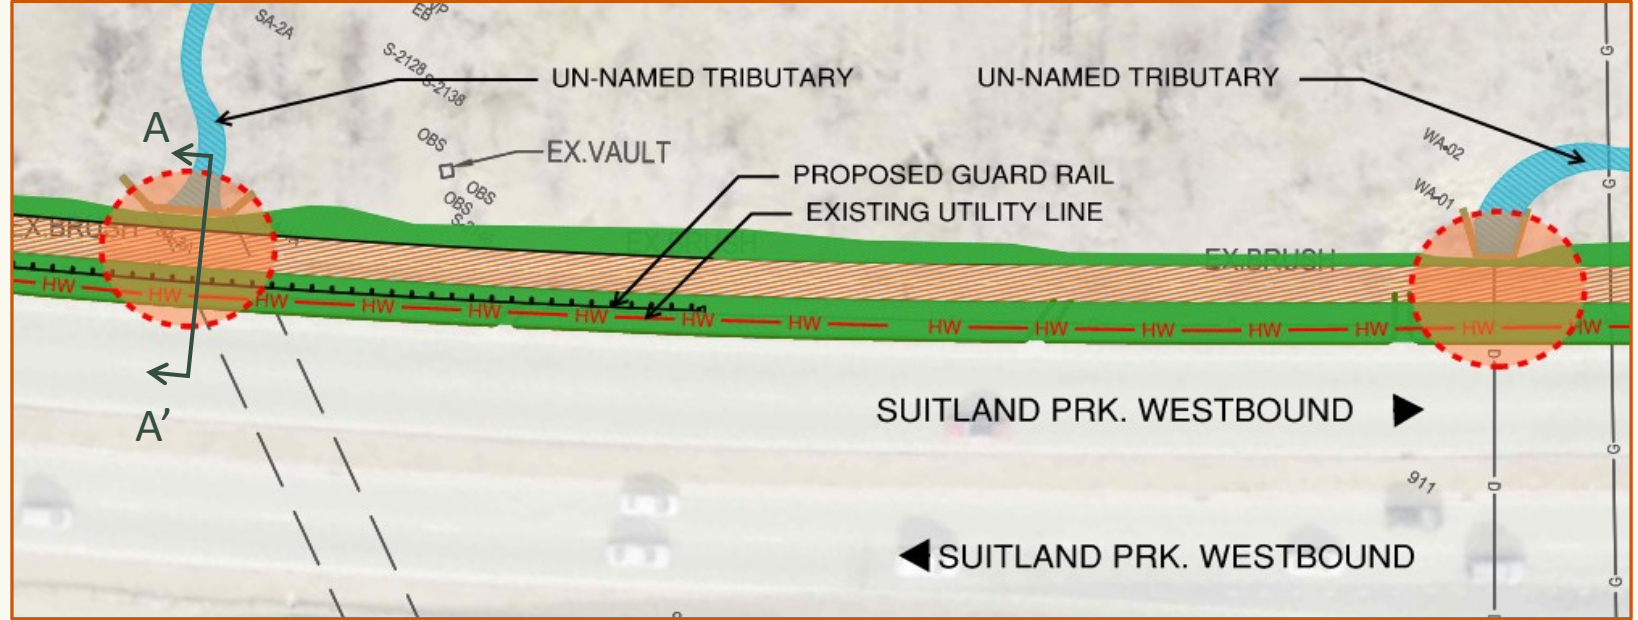 SA-2A
EB
S-2128
S-2138
UN-NAMED TRIBUTARY
UN-NAMED TRIBUTARY
G
A
OBS
EX.VAULT
WA-02
PROPOSED GUARD RAIL
OBS
OBS
WA-01
G
EXISTING UTILITY LINE
EX.BRUSH
EX.BRUSH
EX.BRUSH
HW HW HW HW HW HW HW HW HW HW HW HW HW HW HW
D
A'
SUITLAND PRK. WESTBOUND
G
911
D
SUITLAND PRK. WESTBOUND
G